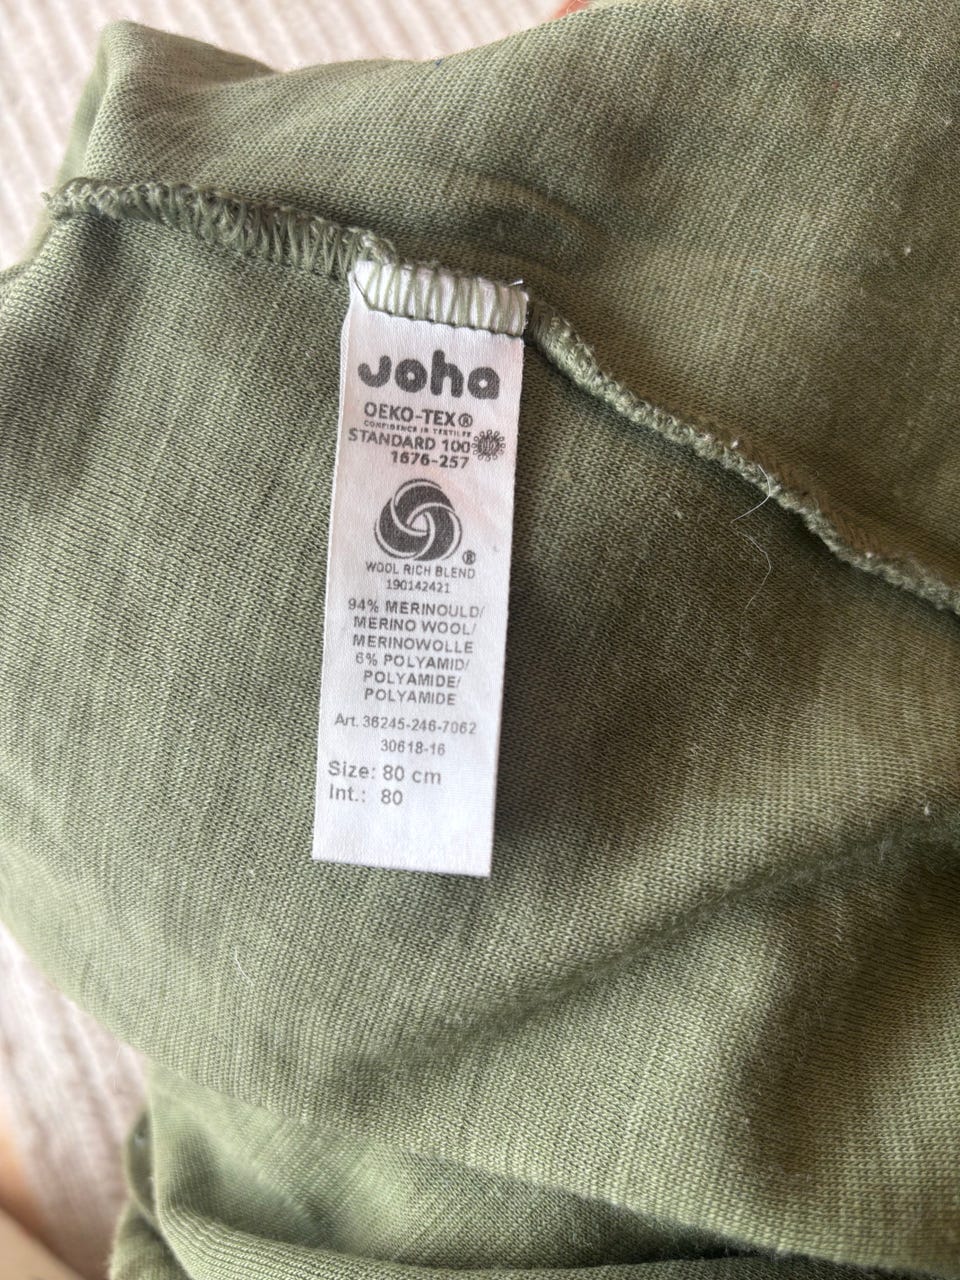 Joha
OEKO-TEX®
CONFIDENCE IN TEXTILES
STANDARD 100
1676-257
®
WOOL RICH BLEND
190142421
94% MERINOULD/
MERINO WOOL/
MERINOWOLLE
6% POLYAMID/
POLYAMIDE/
POLYAMIDE
Art. 36245-246-7062
30618-16
Size: 80 cm
Int.: 80